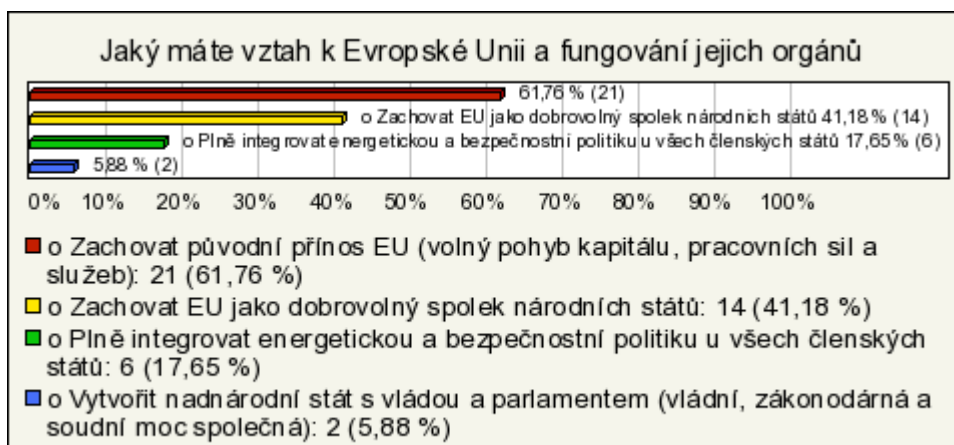 Jaký máte vztah k Evropské Unii a fungování jejich orgánů
61,76 % (21)
o Zachovat EU jako dobrovolný spolek národních států 41,18 % (14)
o Plně integrovat energetickou a bezpečnostní politiku u všech členských států 17,65 % (6)
5,88 % (2)
0% 10% 20% 30% 40% 50% 60% 70% 80% 90% 100%
o Zachovat původní přínos EU (volný pohyb kapitálu, pracovních sil a
služeb): 21 (61,76 %)
o Zachovat EU jako dobrovolný spolek národních států: 14 (41,18 %)
o Plně integrovat energetickou a bezpečnostní politiku u všech členských
států: 6 (17,65 %)
o Vytvořit nadnárodní stát s vládou a parlamentem (vládní, zákonodárná a
soudní moc společná): 2 (5,88 %)